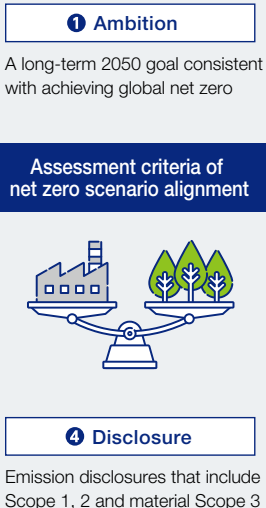 ❶ Ambition
A long-term 2050 goal consistent
with achieving global net zero
Assessment criteria of
net zero scenario alignment
❹ Disclosure
Emission disclosures that include
Scope 1, 2 and material Scope 3